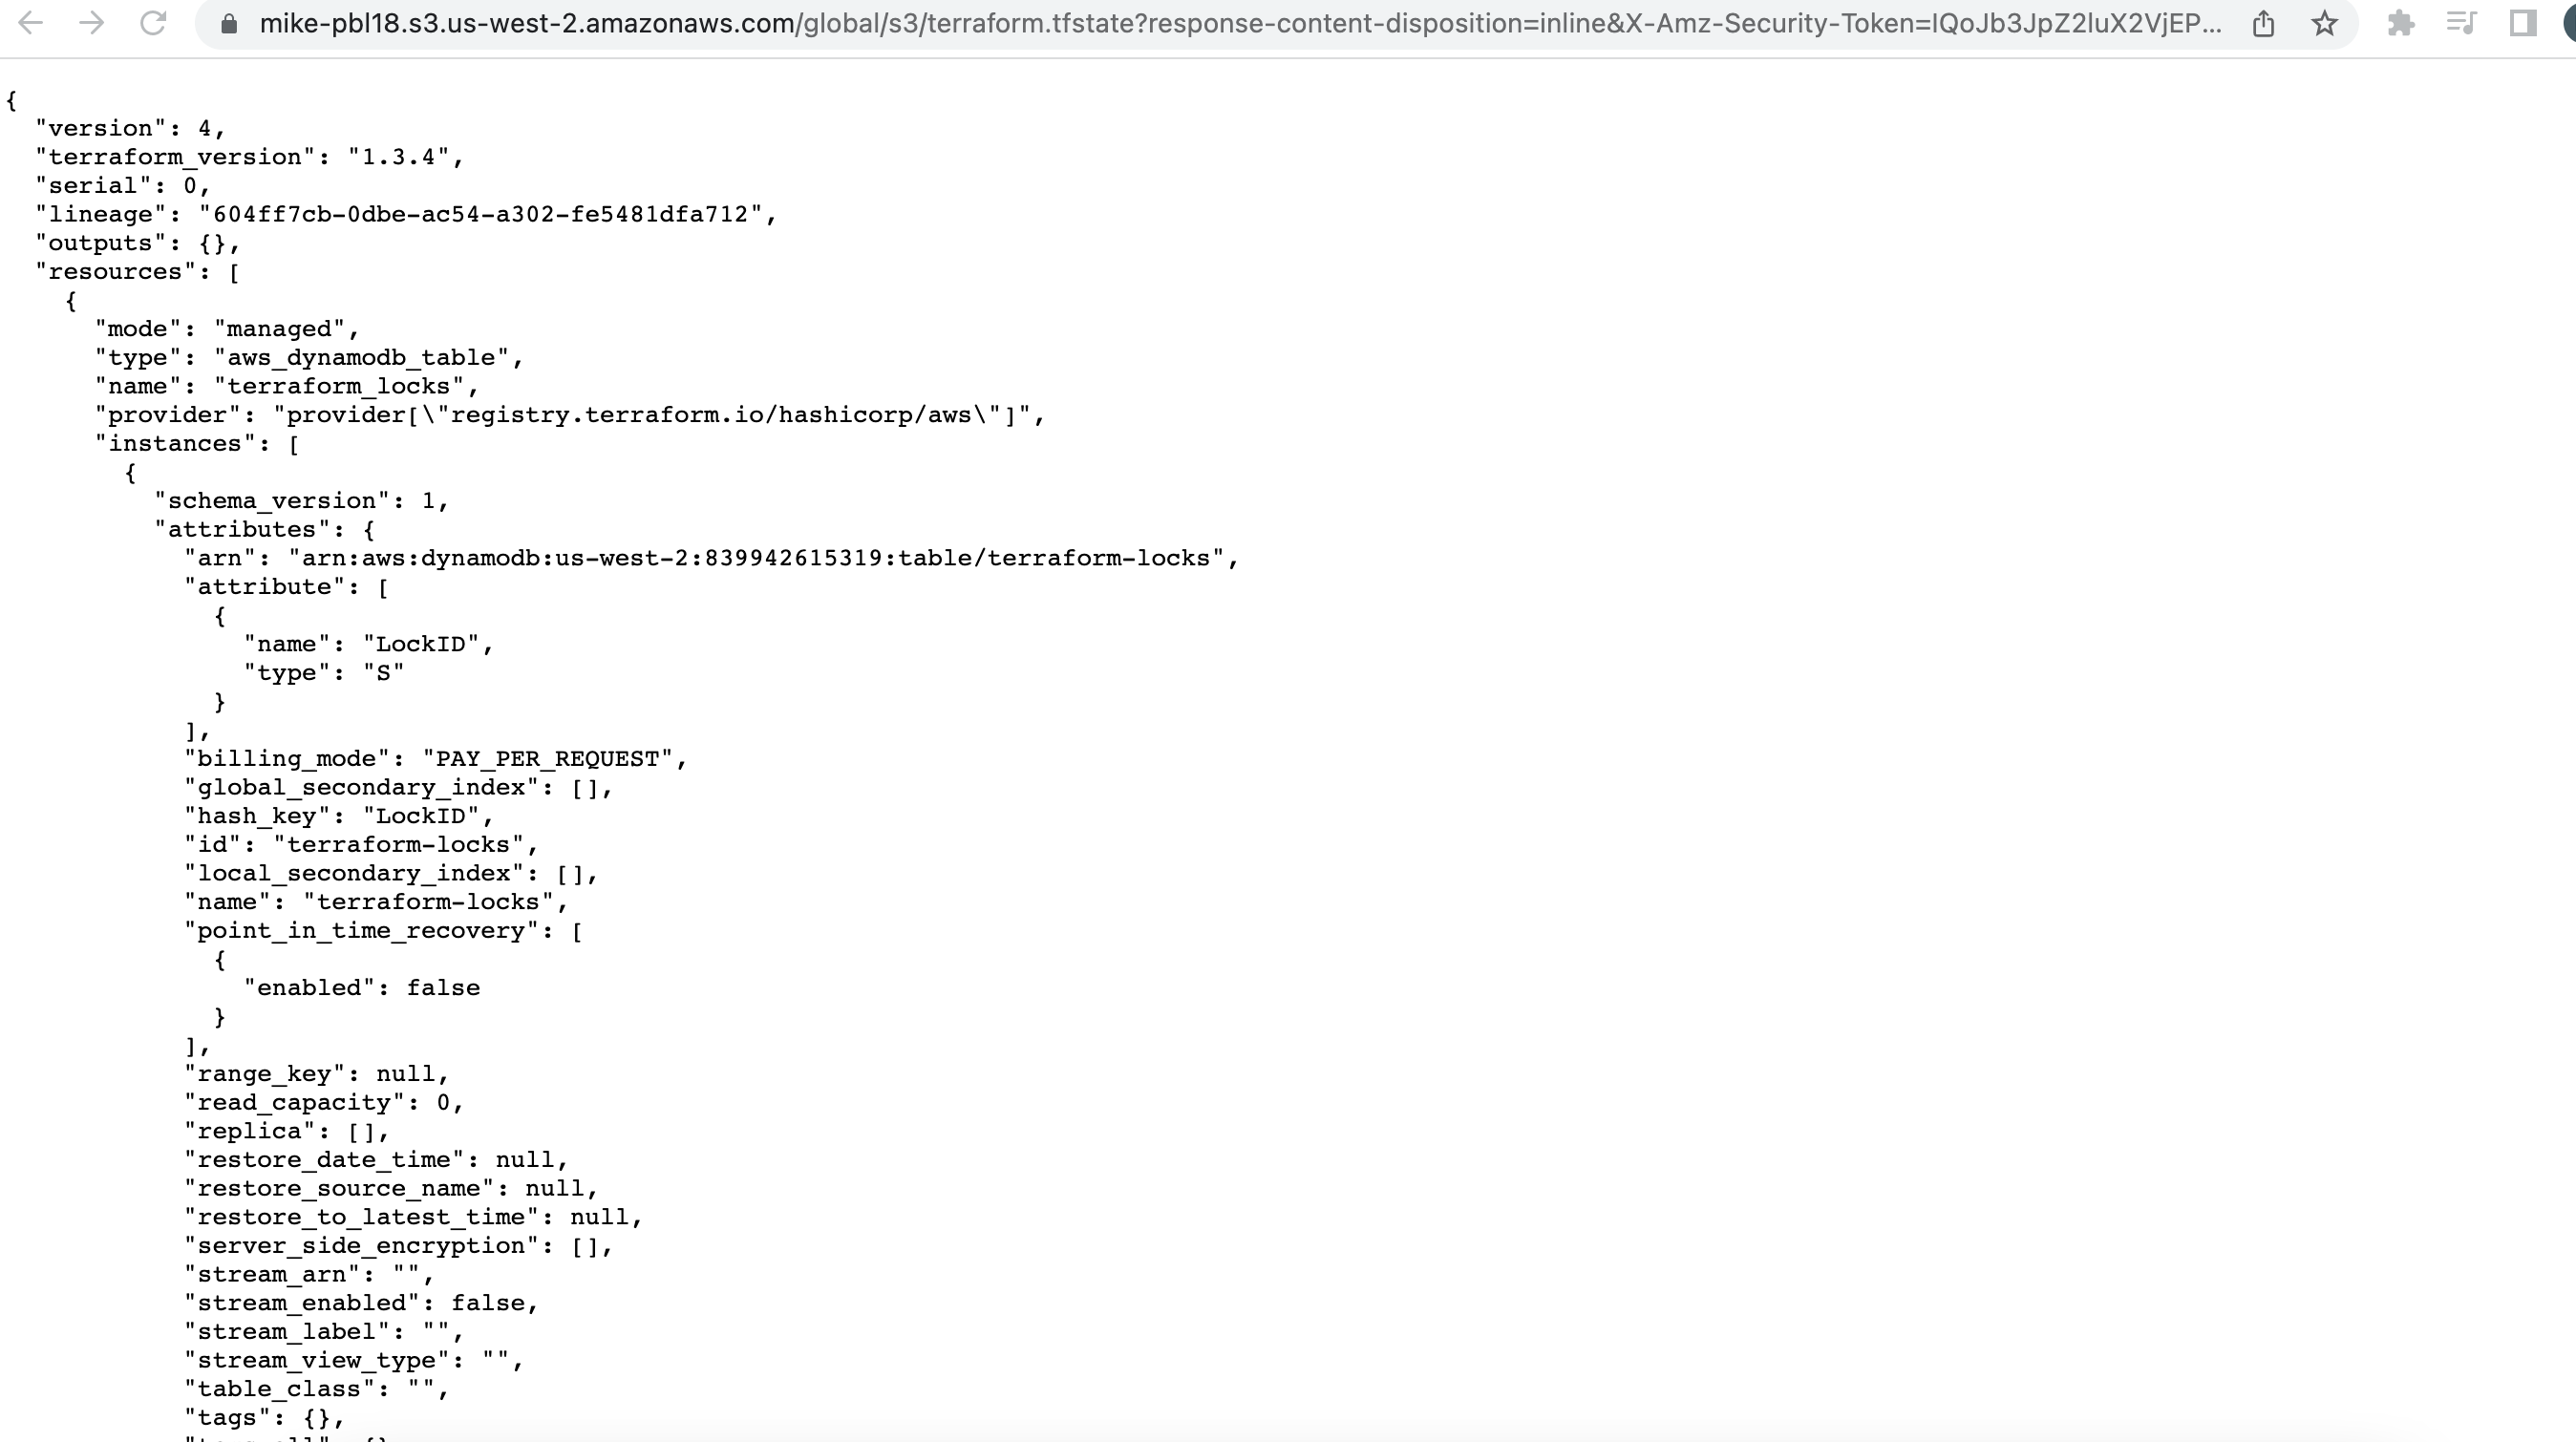 mike-pbl18.s3.us-west-2.amazonaws.com/global/s3/terraform.tfstate?response-content-disposition=inline&X-Amz-Security-Token=IQoJb3JpZ2luX2VjEP...
{
  "version": 4,
  "terraform_version": "1.3.4",
  "serial": 0,
  "lineage": "604ff7cb-0dbe-ac54-a302-fe5481dfa712",
  "outputs": {},
  "resources": [
    {
      "mode": "managed",
      "type": "aws_dynamodb_table",
      "name": "terraform_locks",
      "provider": "provider[\"registry.terraform.io/hashicorp/aws\"]",
      "instances": [
        {
          "schema_version": 1,
          "attributes": {
            "arn": "arn:aws:dynamodb:us-west-2:839942615319:table/terraform-locks",
            "attribute": [
              {
                "name": "LockID",
                "type": "S"
              }
            ],
            "billing_mode": "PAY_PER_REQUEST",
            "global_secondary_index": [],
            "hash_key": "LockID",
            "id": "terraform-locks",
            "local_secondary_index": [],
            "name": "terraform-locks",
            "point_in_time_recovery": [
              {
                "enabled": false
              }
            ],
            "range_key": null,
            "read_capacity": 0,
            "replica": [],
            "restore_date_time": null,
            "restore_source_name": null,
            "restore_to_latest_time": null,
            "server_side_encryption": [],
            "stream_arn": "",
            "stream_enabled": false,
            "stream_label": "",
            "stream_view_type": "",
            "table_class": "",
            "tags": {},